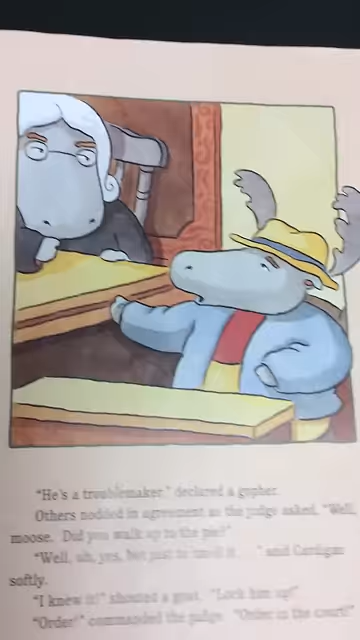 "He's a troublemaker," declared a gopher.
Others nodded in agreement as the judge asked, "Well,
moose. Did you walk up to the pie?"
"Well, uh, yes, but just to smell it . . ." said Cardigan
softly.
"I knew it!" shouted a goat. "Lock him up!"
"Order!" commanded the judge. "Order in the court!"